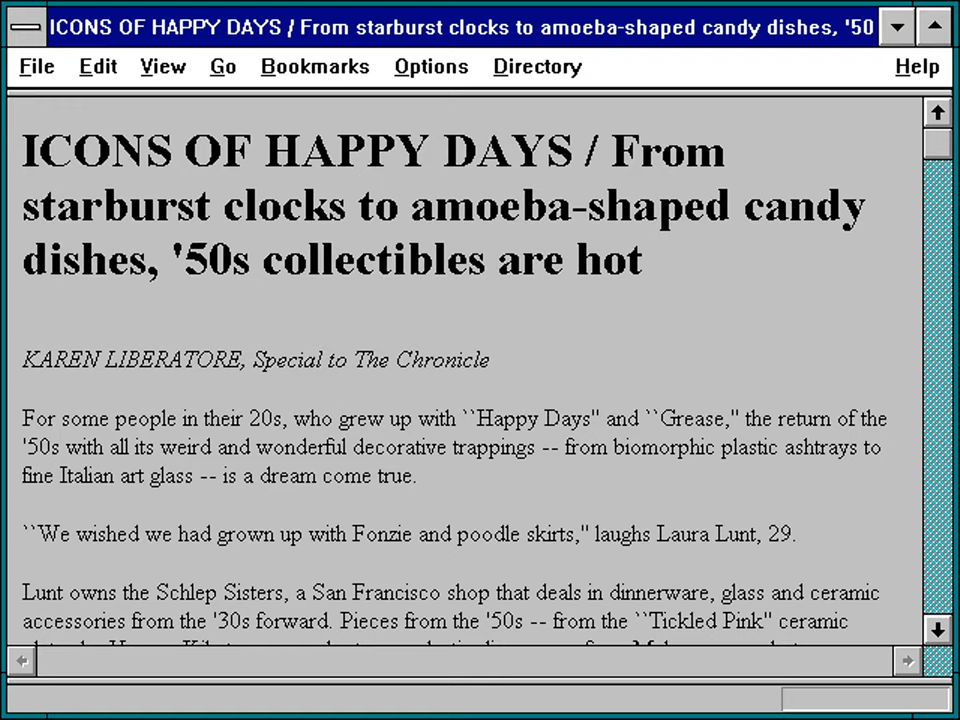 ICONS OF HAPPY DAYS / From starburst clocks to amoeba-shaped candy dishes, '50
File Edit View Go Bookmarks Options Directory Help
ICONS OF HAPPY DAYS / From
starburst clocks to amoeba-shaped candy
dishes, '50s collectibles are hot
KAREN LIBERATORE, Special to The Chronicle
For some people in their 20s, who grew up with ``Happy Days'' and ``Grease,'' the return of the
'50s with all its weird and wonderful decorative trappings -- from biomorphic plastic ashtrays to
fine Italian art glass -- is a dream come true.
``We wished we had grown up with Fonzie and poodle skirts,'' laughs Laura Lunt, 29.
Lunt owns the Schlep Sisters, a San Francisco shop that deals in dinnerware, glass and ceramic
accessories from the '30s forward. Pieces from the '50s -- from the ``Tickled Pink'' ceramic